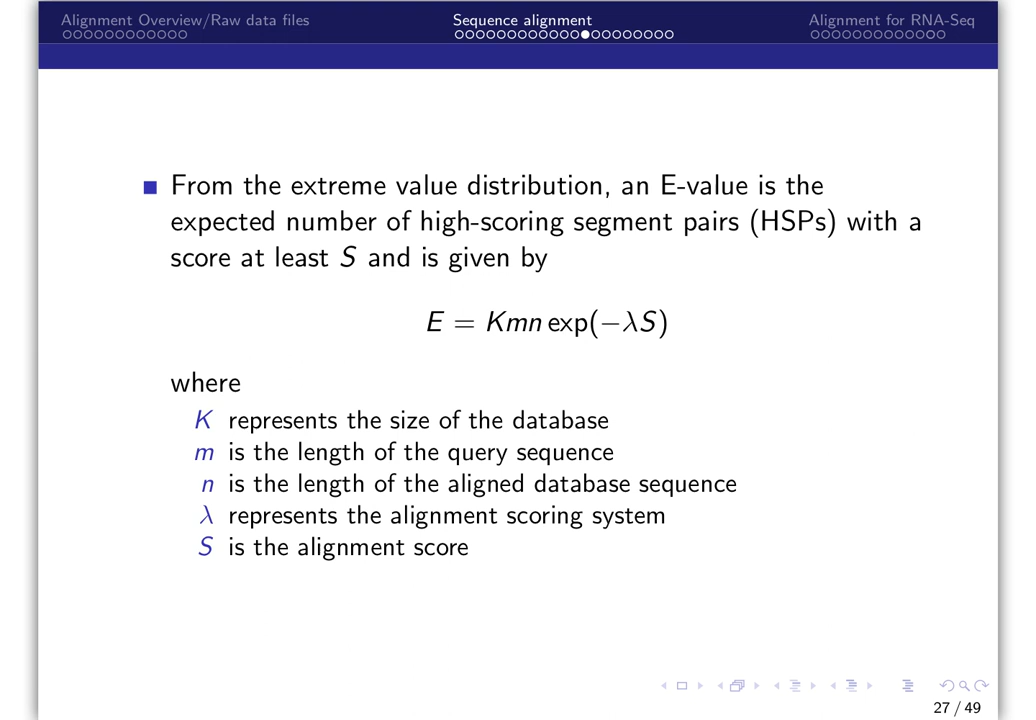 Alignment Overview/Raw data files
Sequence alignment
Alignment for RNA-Seq
From the extreme value distribution, an E-value is the
expected number of high-scoring segment pairs (HSPs) with a
score at least S and is given by
E = Kmn exp(−λS)
where
K represents the size of the database
m is the length of the query sequence
n is the length of the aligned database sequence
λ represents the alignment scoring system
S is the alignment score
27 / 49